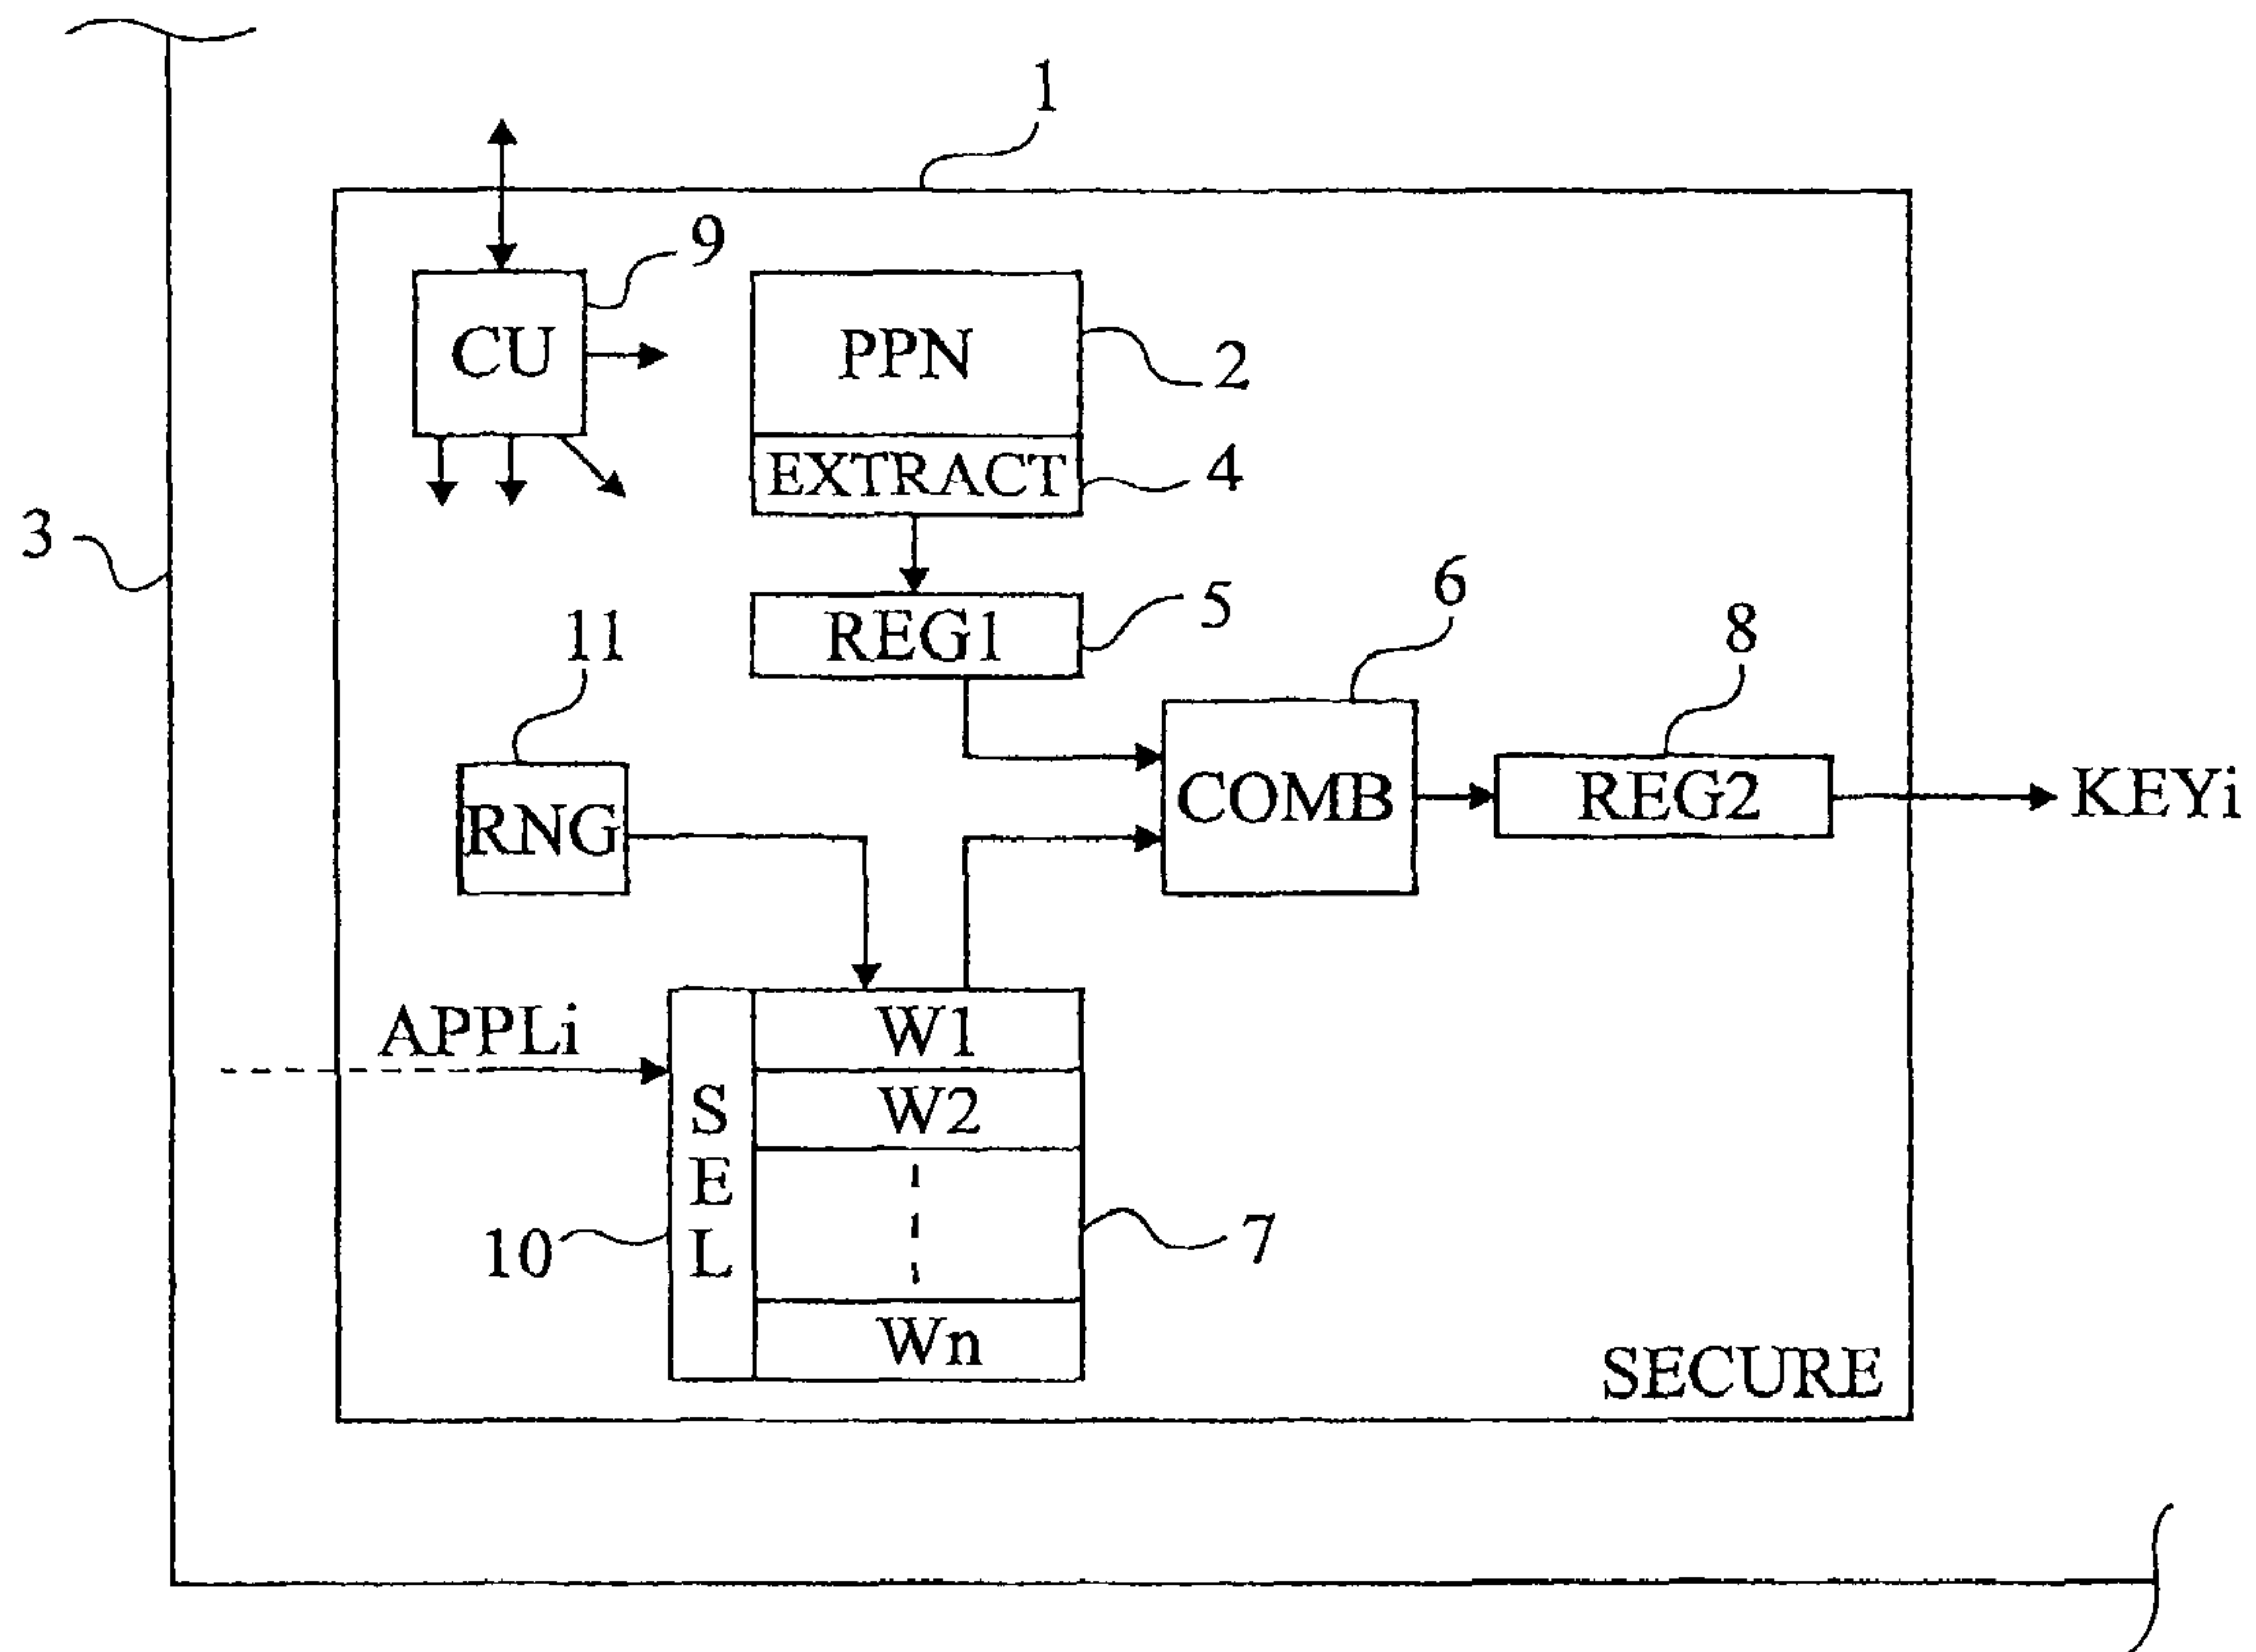 1
9
CU
PPN
2
EXTRACT
4
3
REG1
5
6
8
11
RNG
COMB
REG2
KEYi
APPLi
SEL
W1
W2
10
7
Wn
SECURE